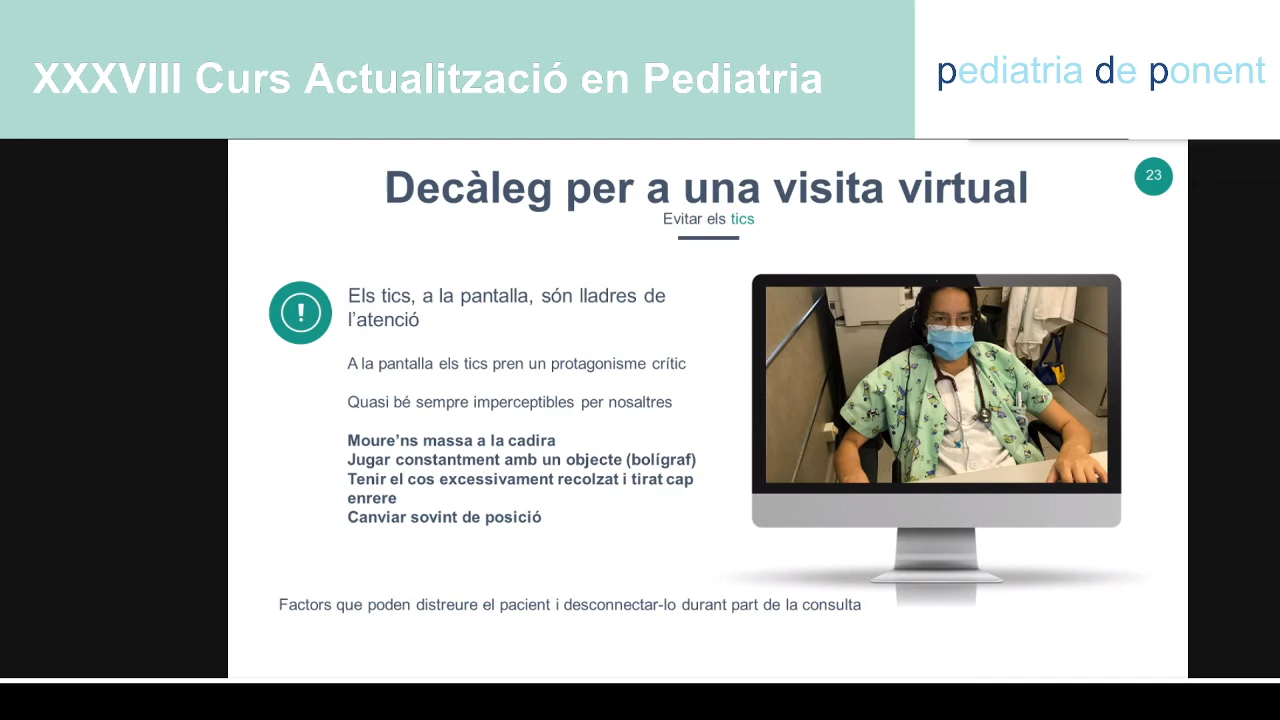 XXXVIII Curs Actualització en Pediatria
pediatria de ponent
Decàleg per a una visita virtual
23
Evitar els tics
!
Els tics, a la pantalla, són lladres de
l’atenció
A la pantalla els tics pren un protagonisme crític
Quasi bé sempre imperceptibles per nosaltres
Moure’ns massa a la cadira
Jugar constantment amb un objecte (bolígraf)
Tenir el cos excessivament recolzat i tirat cap
enrere
Canviar sovint de posició
Factors que poden distreure el pacient i desconnectar-lo durant part de la consulta